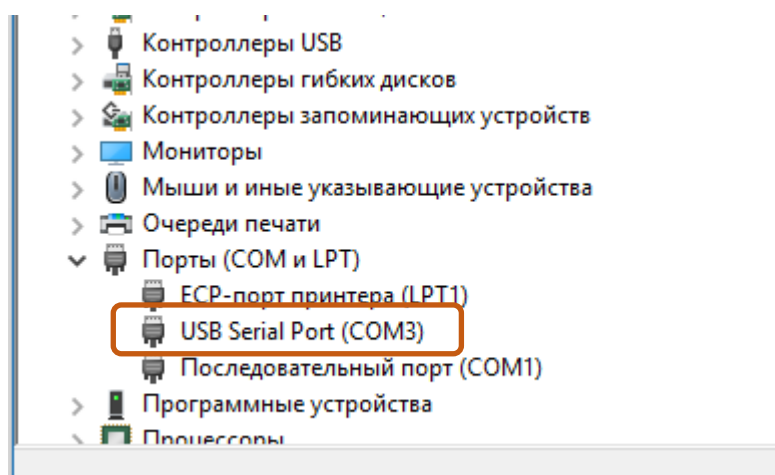 Контроллеры USB
Контроллеры гибких дисков
Контроллеры запоминающих устройств
Мониторы
Мыши и иные указывающие устройства
Очереди печати
Порты (COM и LPT)
ECP-порт принтера (LPT1)
USB Serial Port (COM3)
Последовательный порт (COM1)
Программные устройства
Процессоры